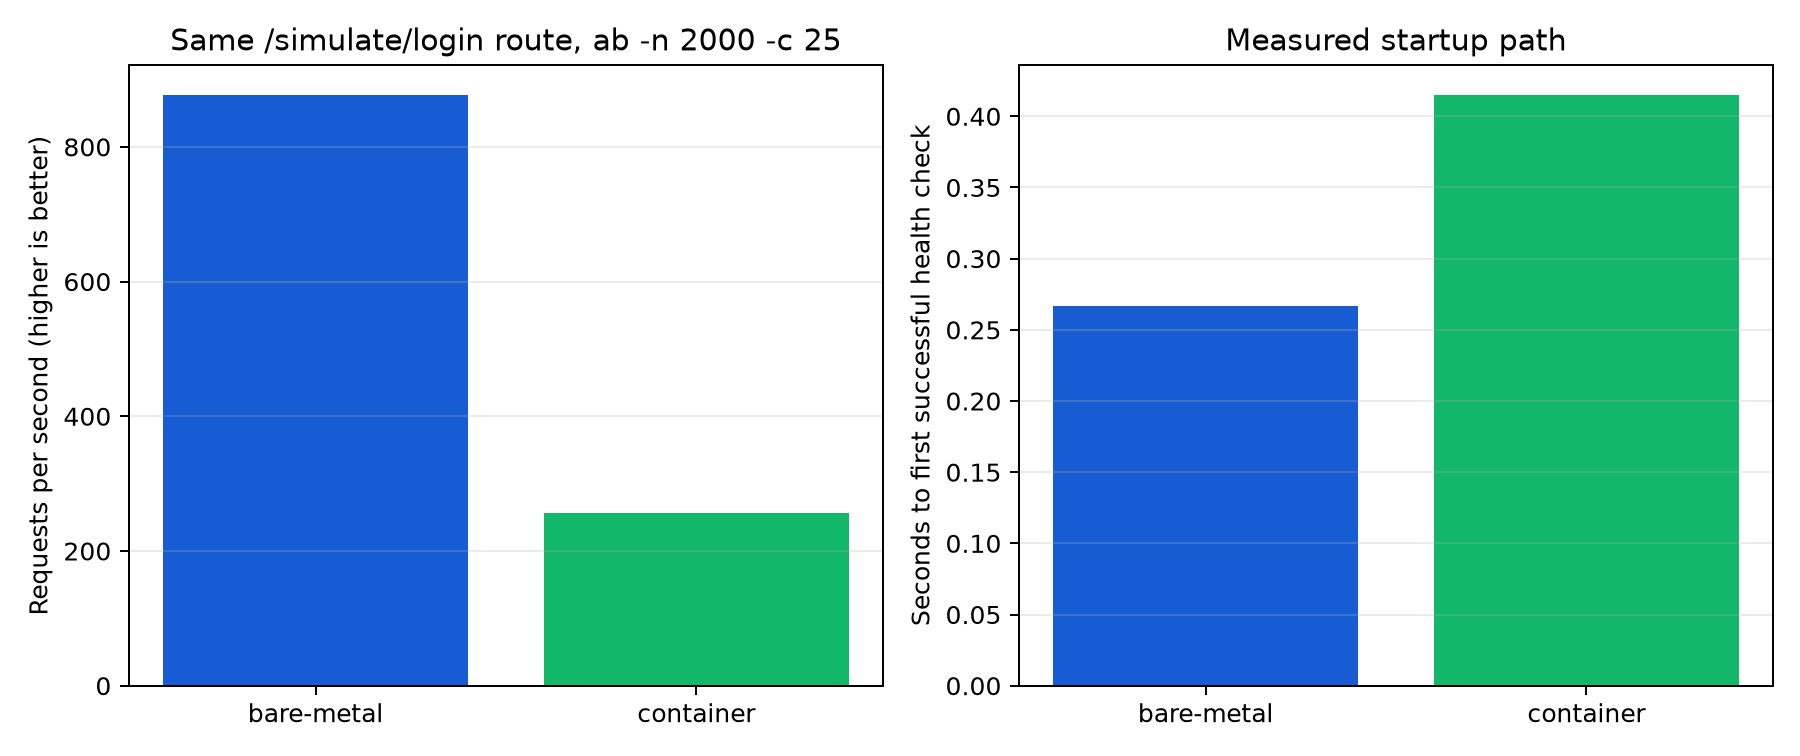 Same /simulate/login route, ab -n 2000 -c 25
Requests per second (higher is better)
800
600
400
200
0
bare-metal
container
Measured startup path
Seconds to first successful health check
0.40
0.35
0.30
0.25
0.20
0.15
0.10
0.05
0.00
bare-metal
container